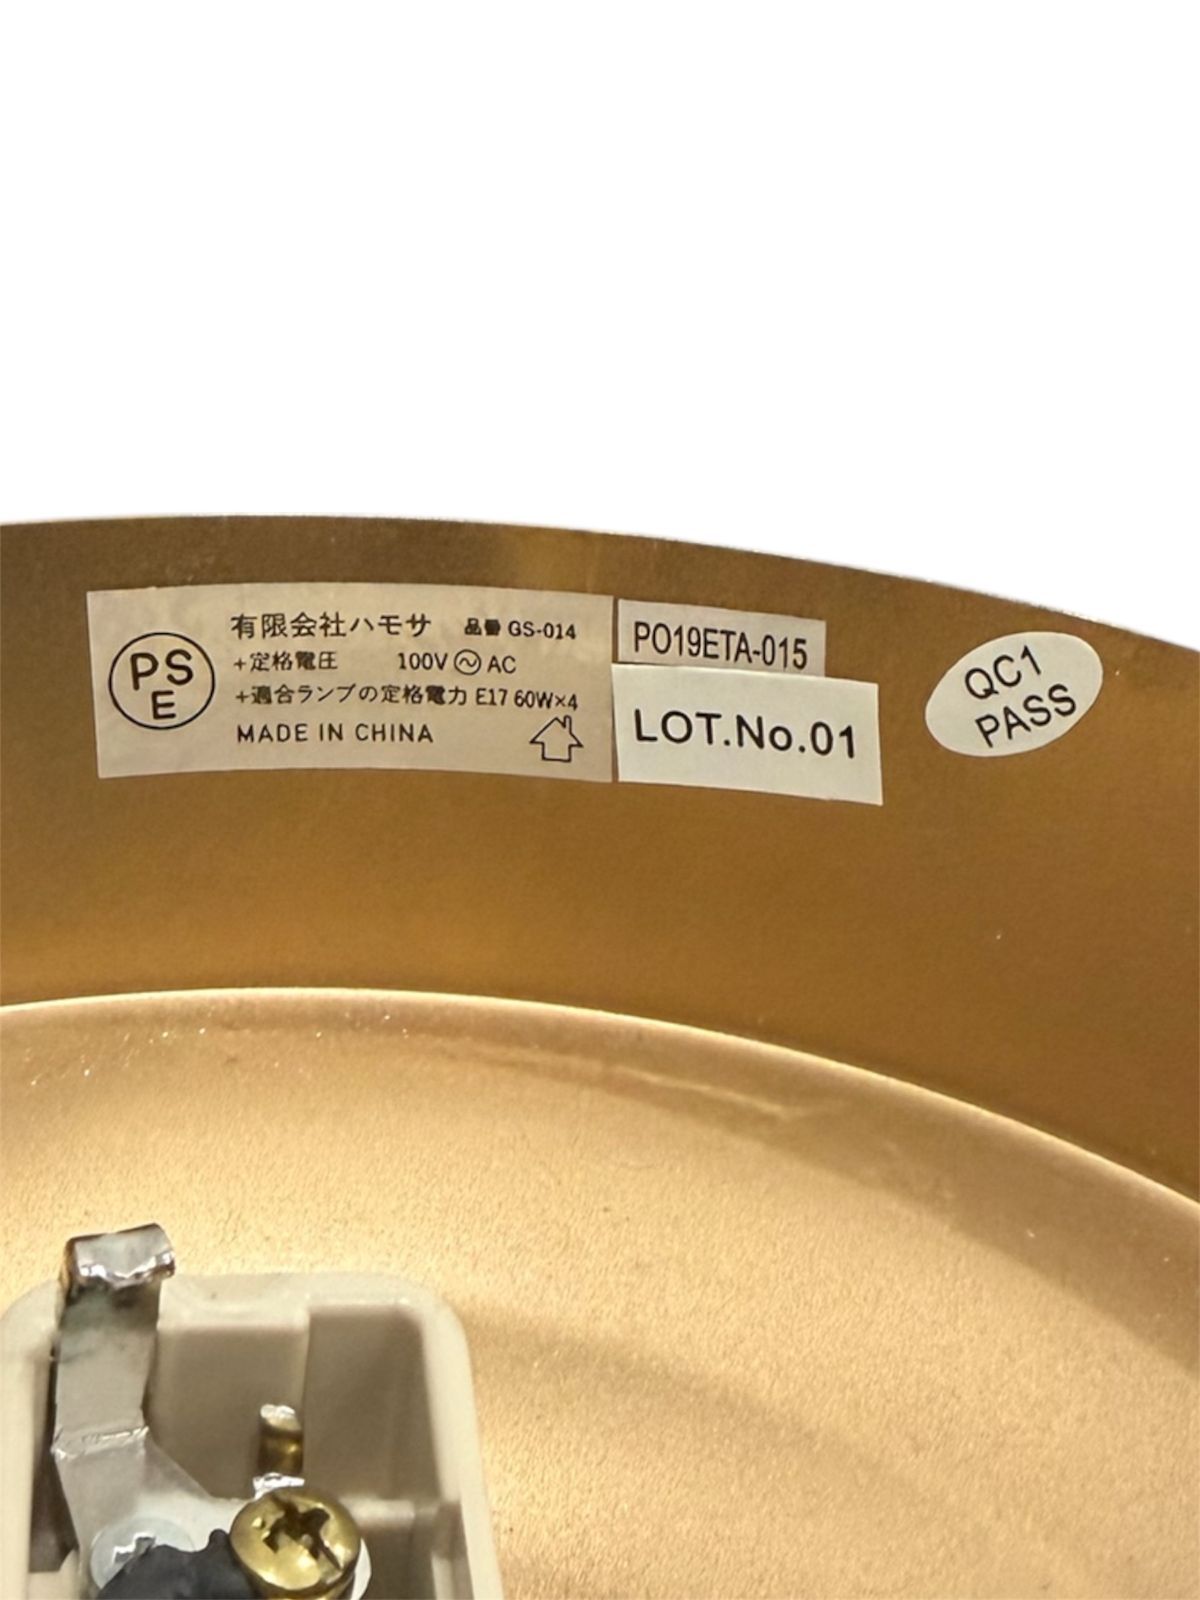 PS
E
有限会社ハモサ 品番 GS-014
+定格電圧 100V AC
+適合ランプの定格電力 E17 60W×4
MADE IN CHINA
PO19ETA-015
LOT.No.01
QC1
PASS